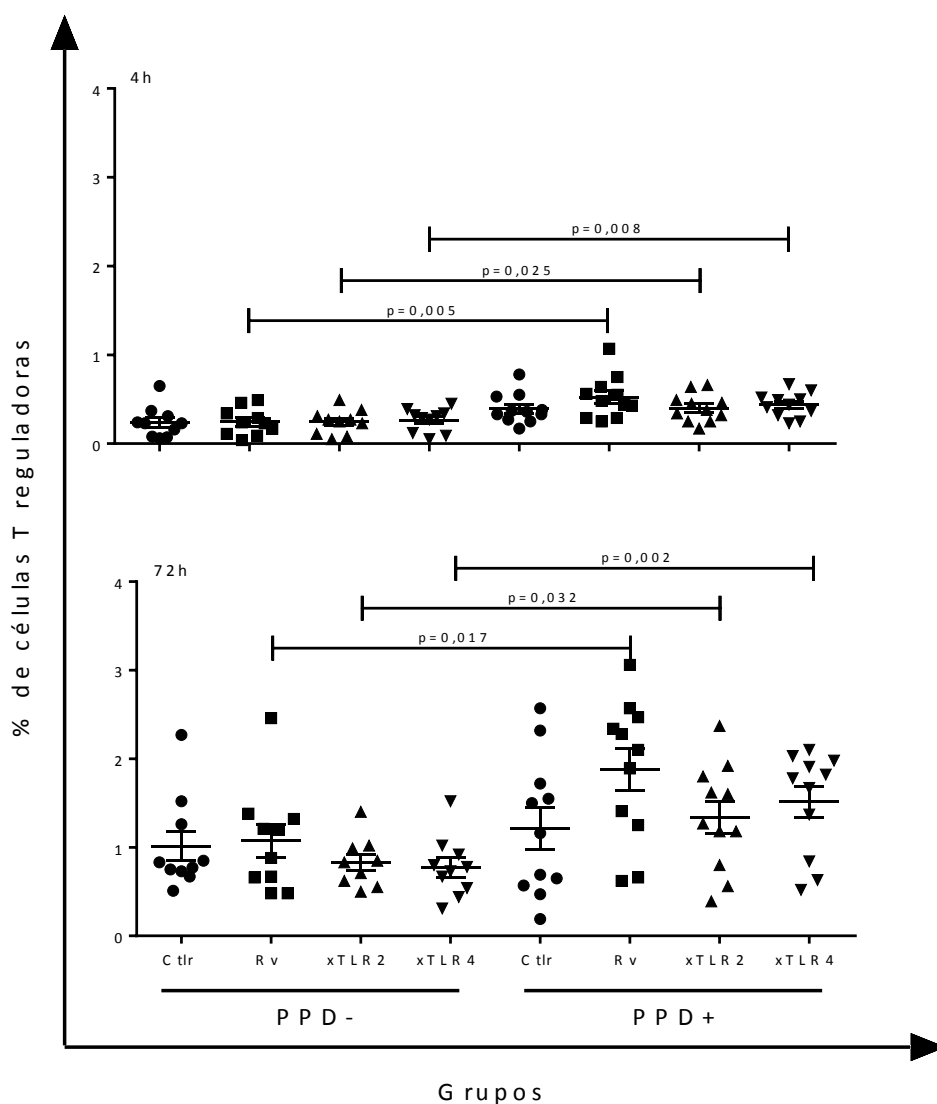 4h
4
3
2
1
0
p=0,008
p=0,025
p=0,005
% de células T reguladoras
72h
4
3
2
1
0
p=0,002
p=0,032
p=0,017
Ctlr Rv xTLR2 xTLR4 Ctlr Rv xTLR2 xTLR4
PPD- PPD+
Grupos